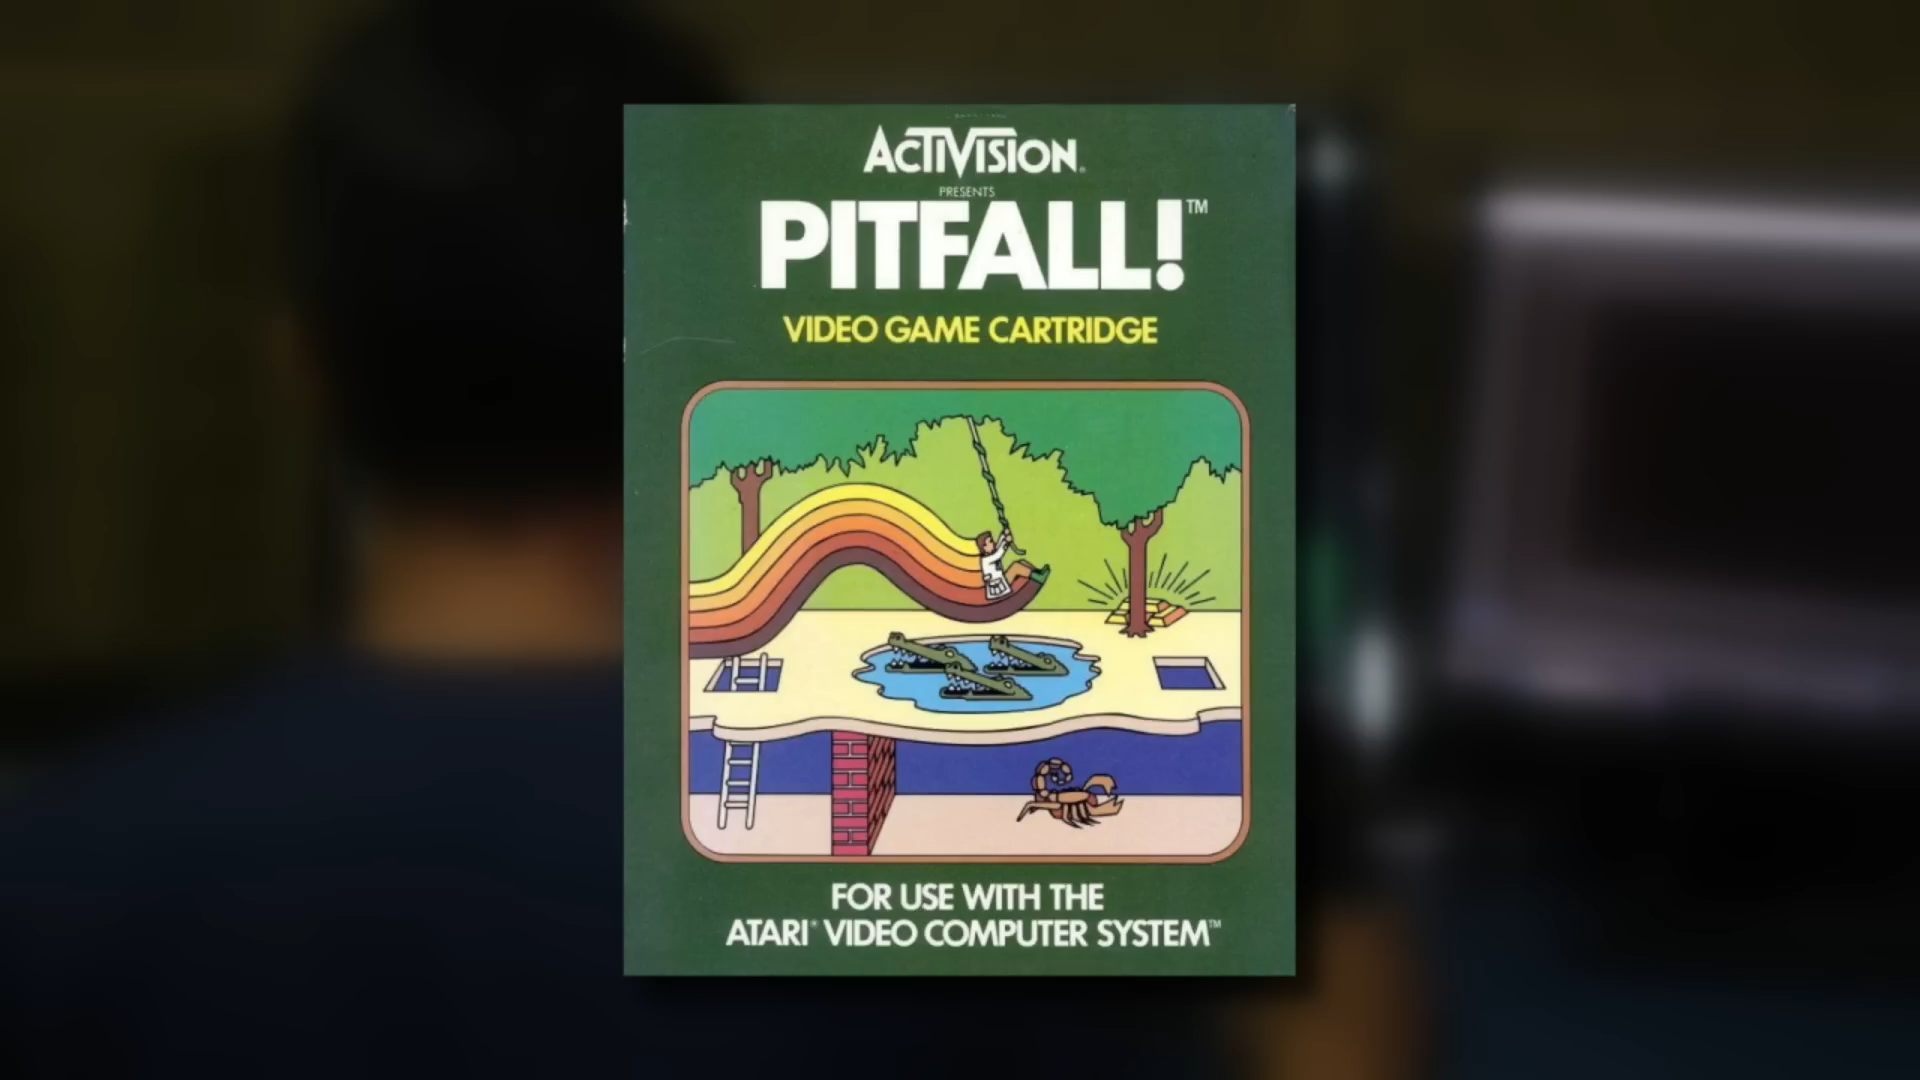 ACTIVISION®
PRESENTS
PITFALL!™
VIDEO GAME CARTRIDGE
FOR USE WITH THE
ATARI® VIDEO COMPUTER SYSTEM™